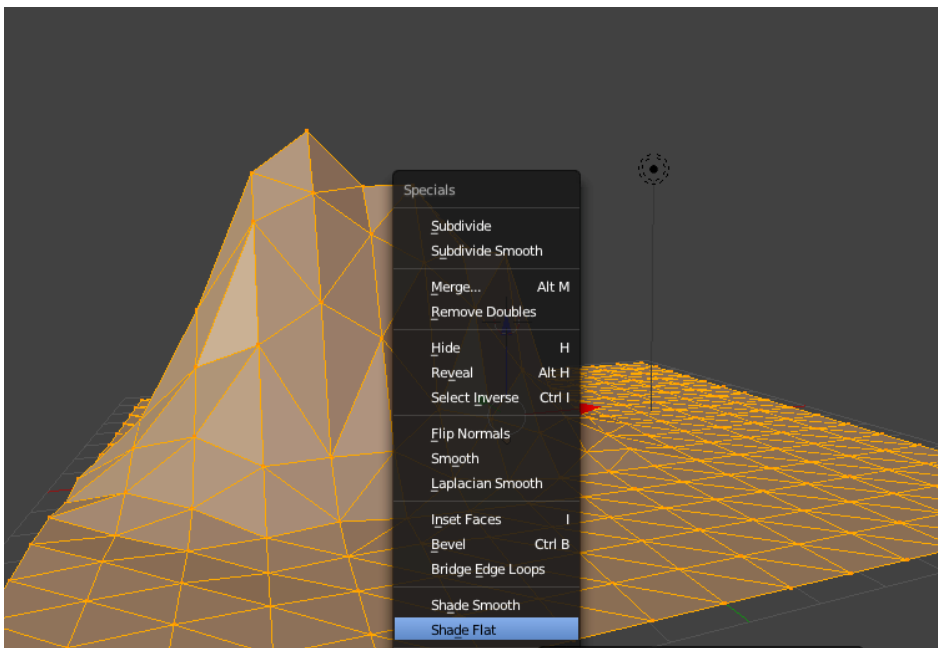 Specials
Subdivide
Subdivide Smooth
Merge... Alt M
Remove Doubles
Hide H
Reveal Alt H
Select Inverse Ctrl I
Flip Normals
Smooth
Laplacian Smooth
Inset Faces I
Bevel Ctrl B
Bridge Edge Loops
Shade Smooth
Shade Flat